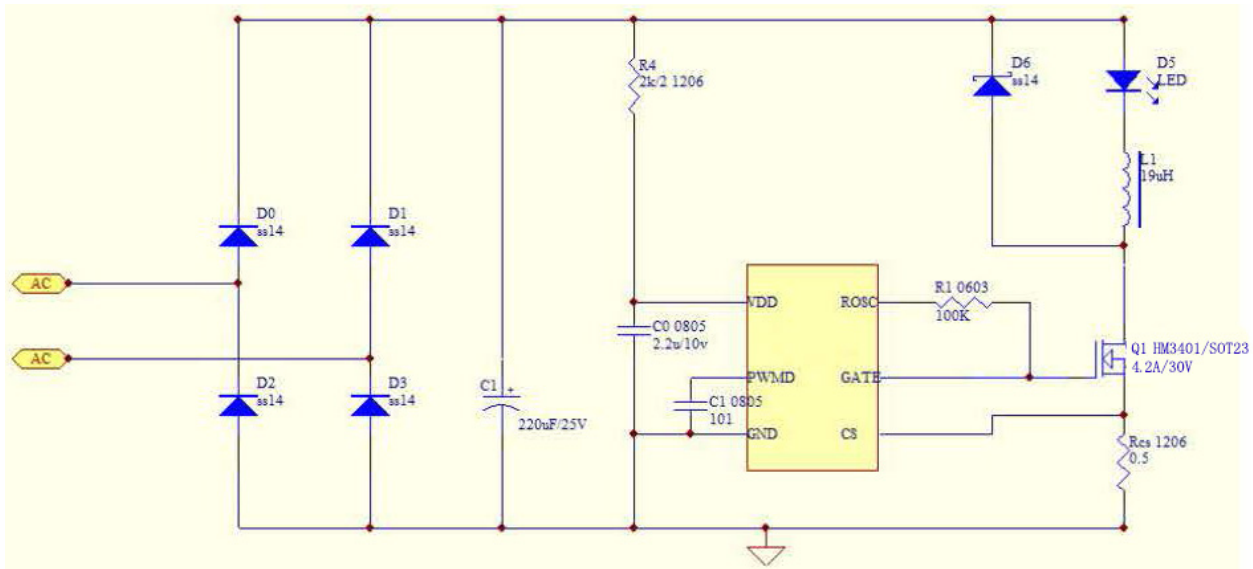 R4
2k/2 1206
D6
ss14
D5
LED
L1
19uH
D0
ss14
D1
ss14
AC
AC
VDD
ROSC
R1 0603
100K
C0 0805
2.2u/10v
Q1 HM3401/SOT23
4.2A/30V
D2
ss14
D3
ss14
C1
+
220uF/25V
PWMD
GATE
C1 0805
101
GND
CS
Rcs 1206
0.5